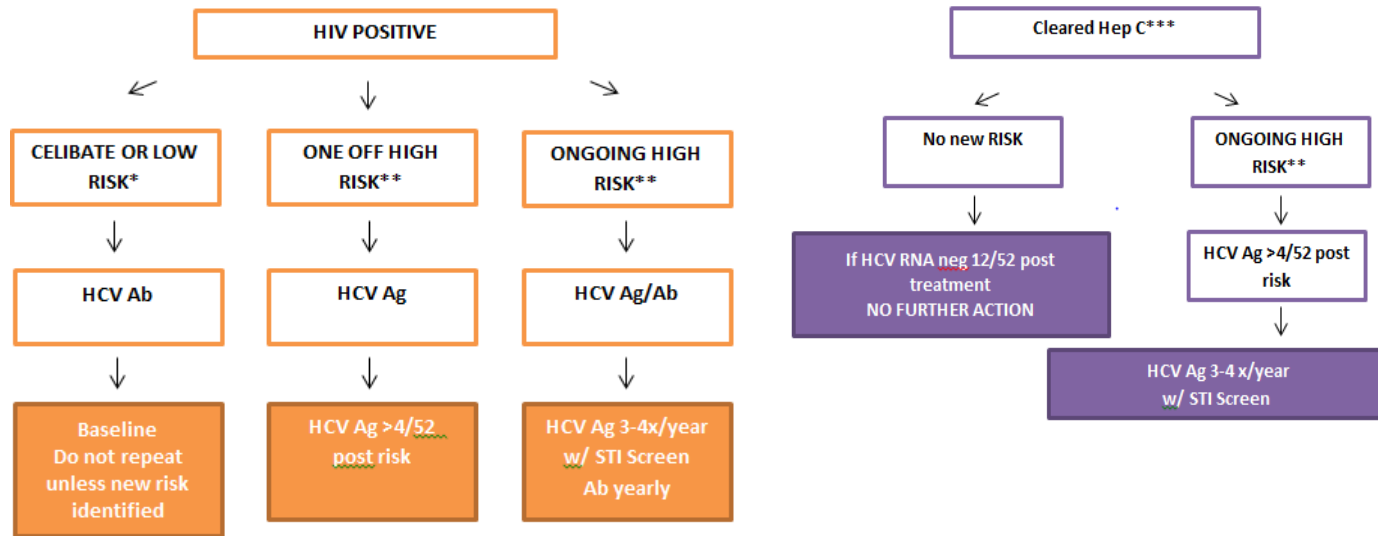 HIV POSITIVE
CELIBATE OR LOW
RISK*
ONE OFF HIGH
RISK**
ONGOING HIGH
RISK**
HCV Ab
HCV Ag
HCV Ag/Ab
Baseline
Do not repeat
unless new risk
identified
HCV Ag >4/52
post risk
HCV Ag 3-4x/year
w/ STI Screen
Ab yearly
Cleared Hep C***
No new RISK
ONGOING HIGH
RISK**
If HCV RNA neg 12/52 post
treatment
NO FURTHER ACTION
HCV Ag >4/52 post
risk
HCV Ag 3-4 x/year
w/ STI Screen